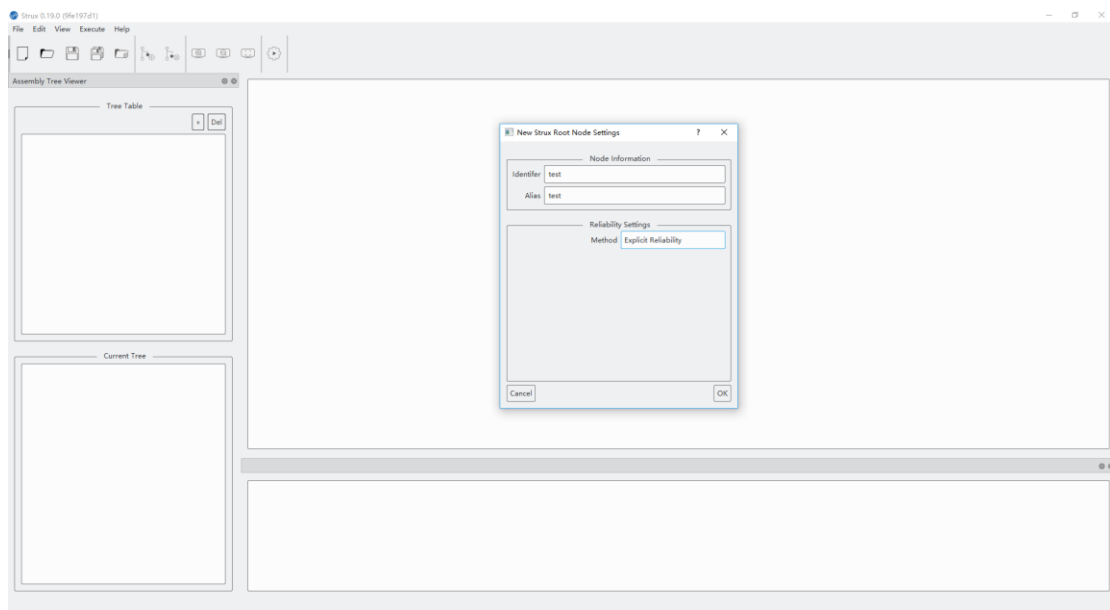 Strux 0.19.0 (9fe197d1)
File Edit View Execute Help
Assembly Tree Viewer
Tree Table
+ Del
Current Tree
New Strux Root Node Settings ?
Node Information
Identifer test
Alias test
Reliability Settings
Method Explicit Reliability
Cancel OK